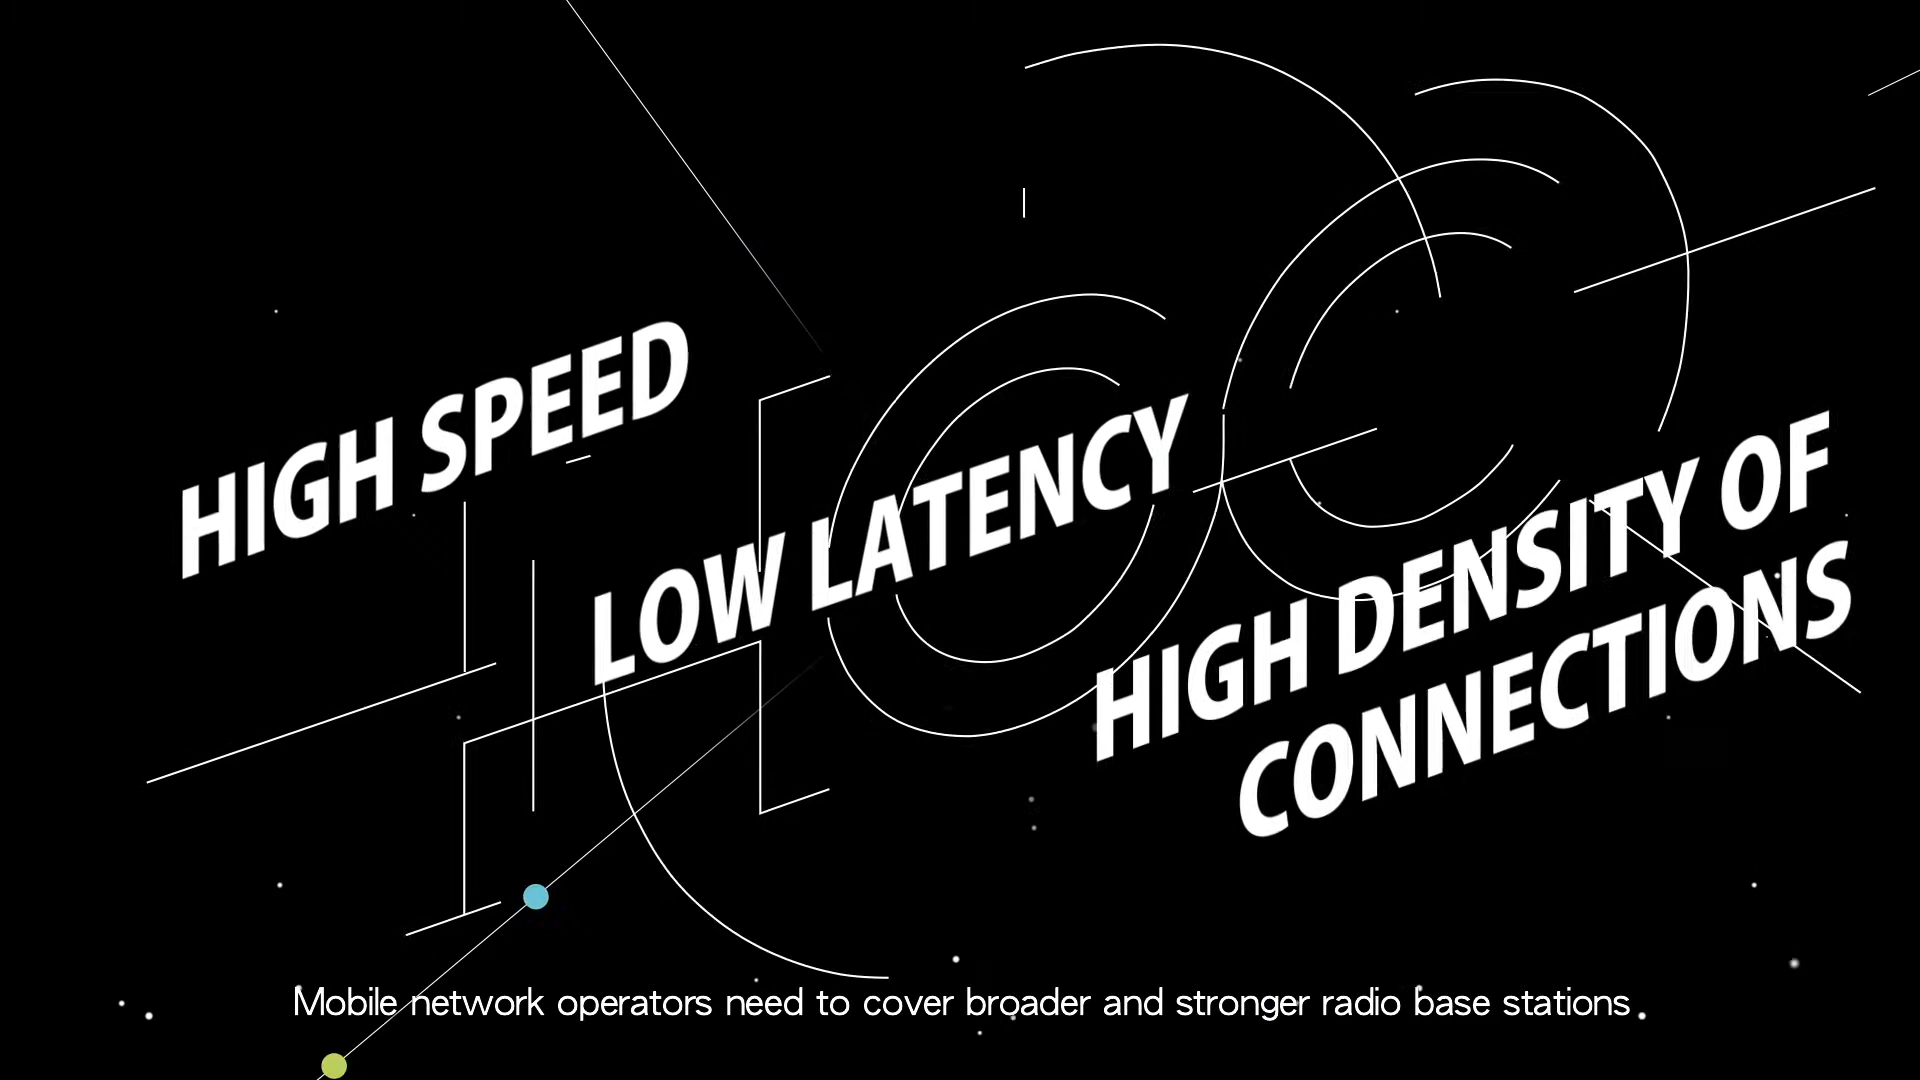 HIGH SPEED
LOW LATENCY
HIGH DENSITY OF
CONNECTIONS
Mobile network operators need to cover broader and stronger radio base stations